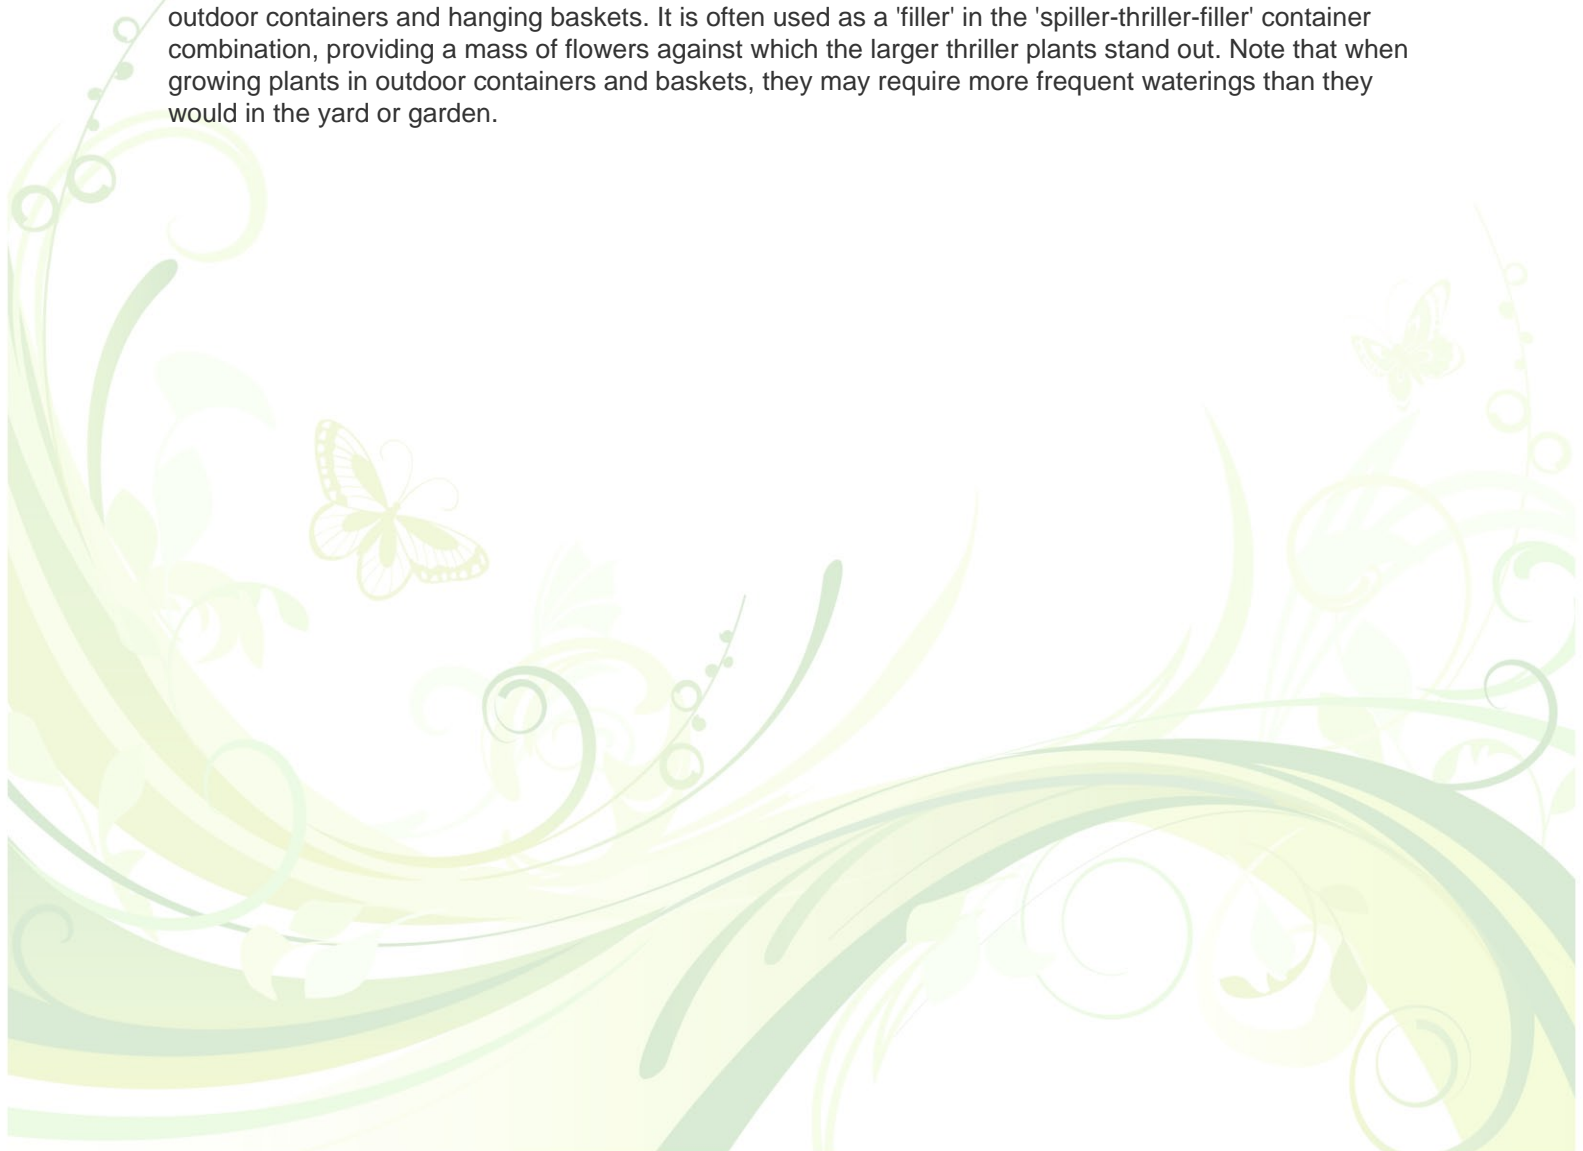 outdoor containers and hanging baskets. It is often used as a 'filler' in the 'spiller-thriller-filler' container
combination, providing a mass of flowers against which the larger thriller plants stand out. Note that when
growing plants in outdoor containers and baskets, they may require more frequent waterings than they
would in the yard or garden.